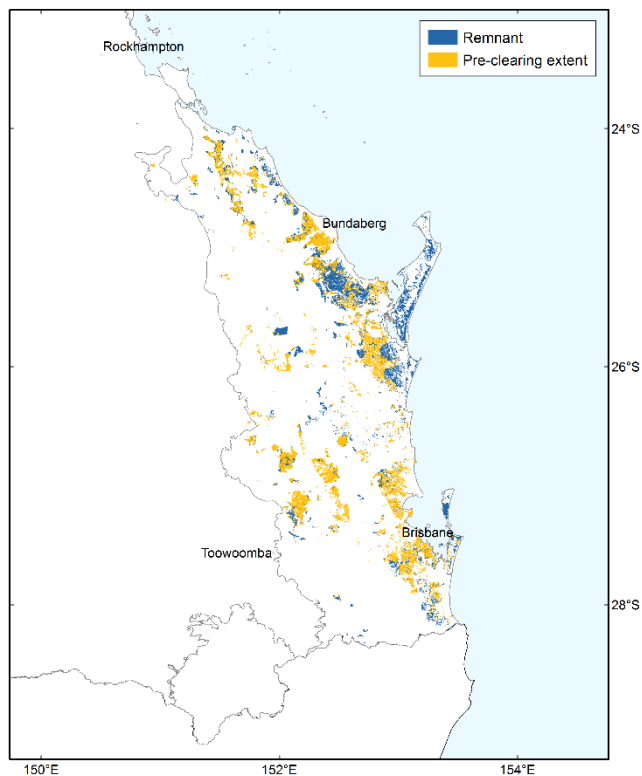 Rockhampton
Remnant
Pre-clearing extent
24°S
Bundaberg
26°S
Brisbane
Toowoomba
28°S
150°E
152°E
154°E